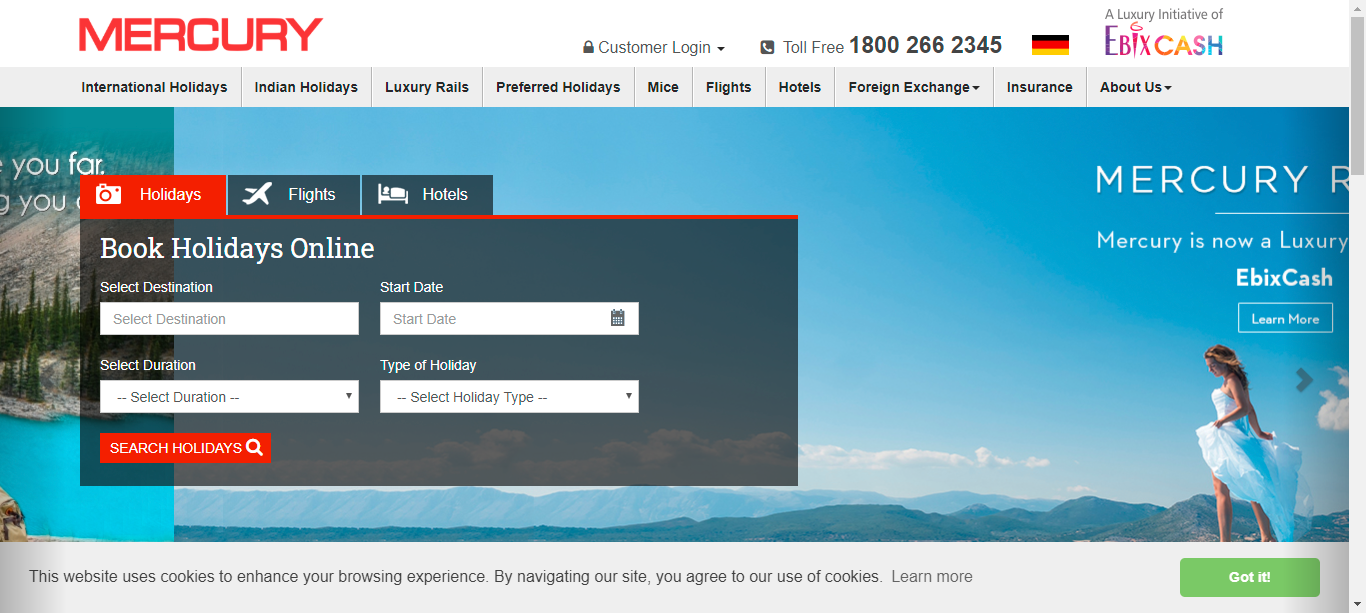 MERCURY
Customer Login
Toll Free 1800 266 2345
A Luxury Initiative of
EBIXCASH
International Holidays
Indian Holidays
Luxury Rails
Preferred Holidays
Mice
Flights
Hotels
Foreign Exchange
Insurance
About Us
you far.
you
MERCURY R
Mercury is now a Luxury
EbixCash
Learn More
Holidays
Flights
Hotels
Book Holidays Online
Select Destination
Start Date
Select Destination
Start Date
Select Duration
Type of Holiday
-- Select Duration --
-- Select Holiday Type --
SEARCH HOLIDAYS
This website uses cookies to enhance your browsing experience. By navigating our site, you agree to our use of cookies. Learn more
Got it!